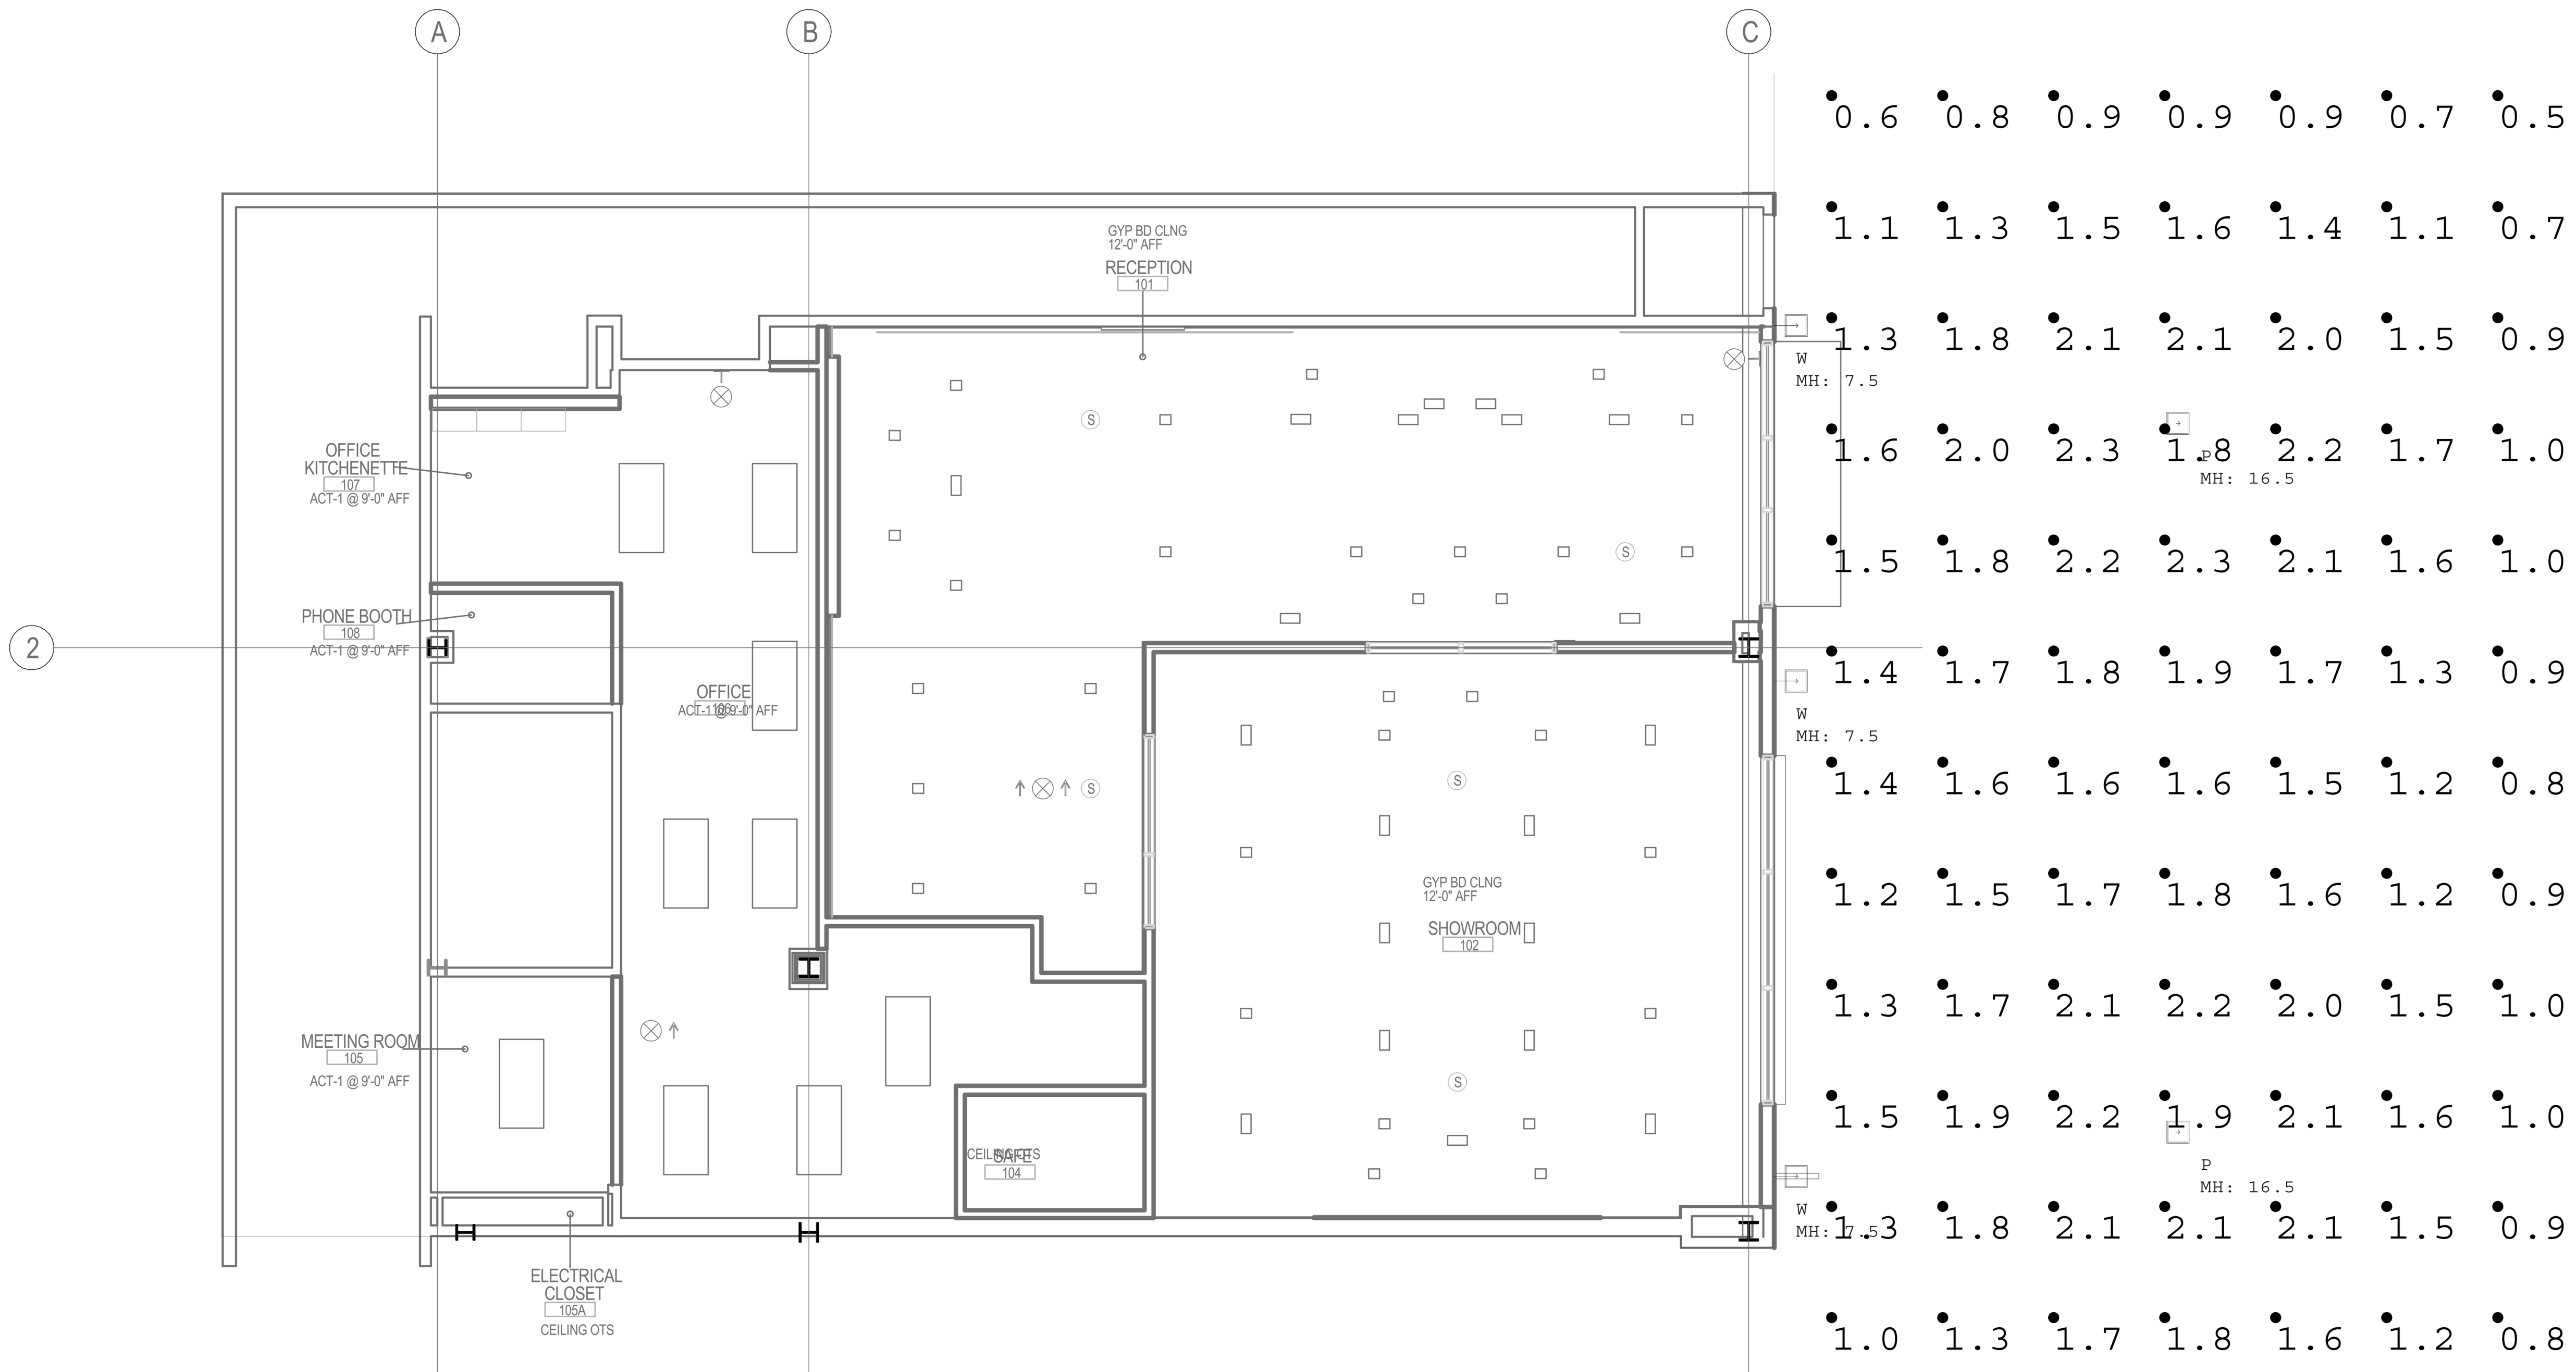 A B C
0.6 0.8 0.9 0.9 0.9 0.7 0.5
1.1 1.3 1.5 1.6 1.4 1.1 0.7
GYP BD CLNG
12'-0" AFF
RECEPTION
101
1.3 1.8 2.1 2.1 2.0 1.5 0.9
W
MH: 7.5
S
OFFICE
KITCHENETTE
107
ACT-1 @ 9'-0" AFF
1.6 2.0 2.3 1.8 2.2 1.7 1.0
P
MH: 16.5
S
1.5 1.8 2.2 2.3 2.1 1.6 1.0
PHONE BOOTH
108
ACT-1 @ 9'-0" AFF
2
1.4 1.7 1.8 1.9 1.7 1.3 0.9
OFFICE
106
ACT-1 @ 9'-0" AFF
W
MH: 7.5
S
S
1.4 1.6 1.6 1.6 1.5 1.2 0.8
GYP BD CLNG
12'-0" AFF
SHOWROOM
102
1.2 1.5 1.7 1.8 1.6 1.2 0.9
1.3 1.7 2.1 2.2 2.0 1.5 1.0
MEETING ROOM
105
ACT-1 @ 9'-0" AFF
S
1.5 1.9 2.2 1.9 2.1 1.6 1.0
CEILING OTS
SAFE
104
P
MH: 16.5
W
MH: 7.5
1.3 1.8 2.1 2.1 2.1 1.5 0.9
ELECTRICAL
CLOSET
105A
CEILING OTS
1.0 1.3 1.7 1.8 1.6 1.2 0.8